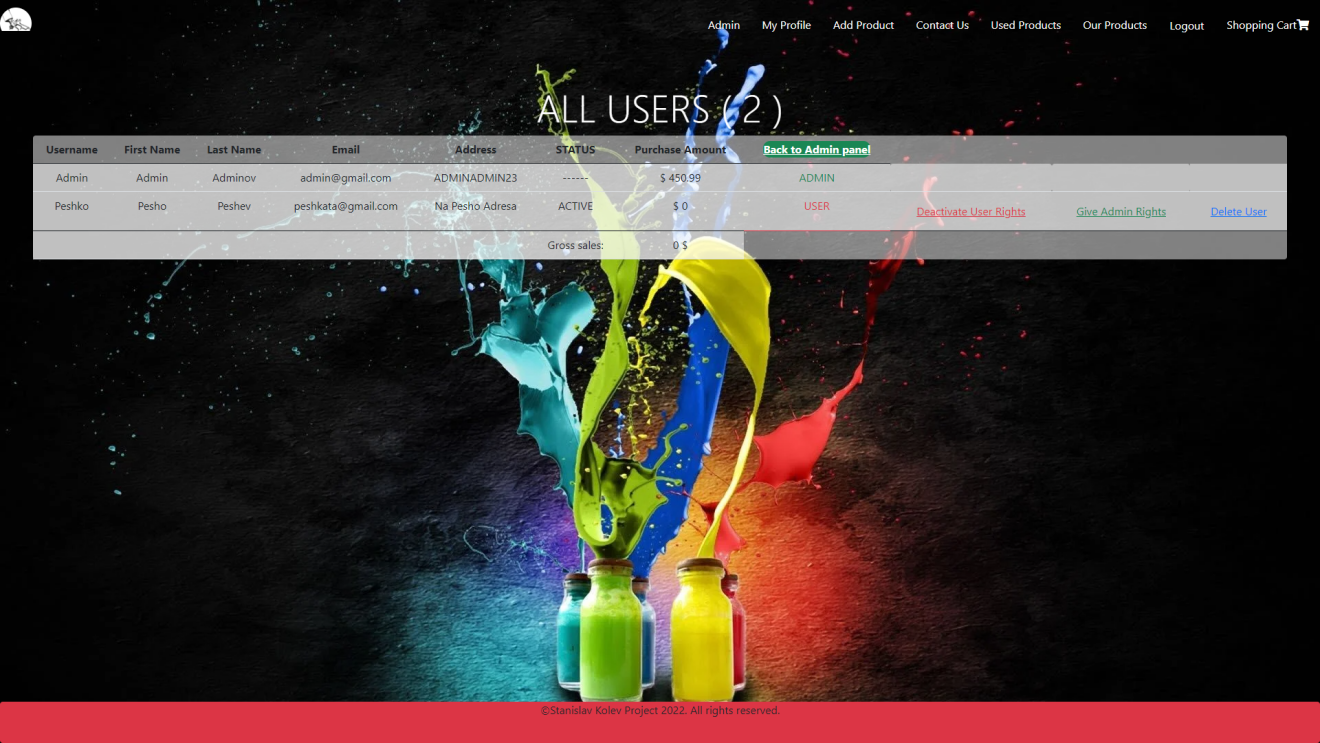 Admin My Profile Add Product Contact Us Used Products Our Products Logout Shopping Cart
ALL USERS ( 2 )
Username First Name Last Name Email Address STATUS Purchase Amount Back to Admin panel
Admin Admin Adminov admin@gmail.com ADMINADMIN23 ------ $ 450.99 ADMIN
Peshko Pesho Peshev peshkata@gmail.com Na Pesho Adresa ACTIVE $ 0 USER Deactivate User Rights Give Admin Rights Delete User
Gross sales: 0 $
©Stanislav Kolev Project 2022. All rights reserved.